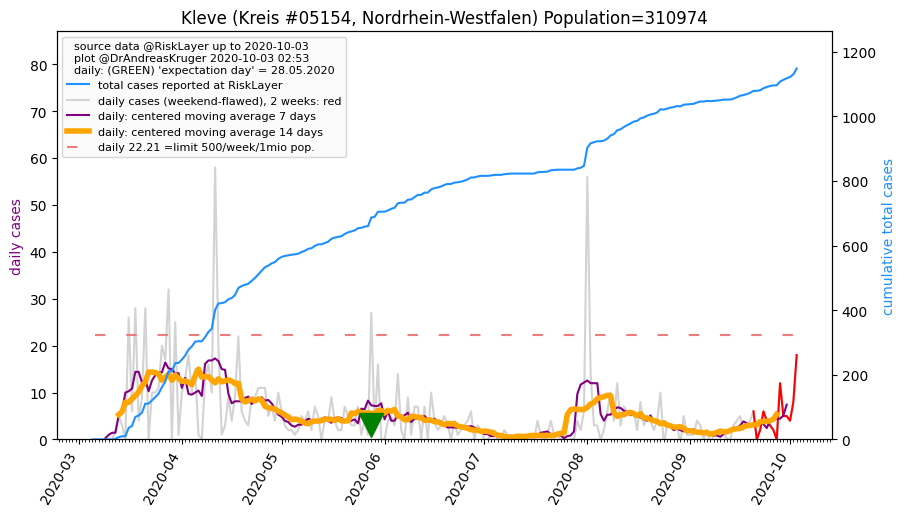 Kleve (Kreis #05154, Nordrhein-Westfalen) Population=310974
source data @RiskLayer up to 2020-10-03
plot @DrAndreasKruger 2020-10-03 02:53
daily: (GREEN) 'expectation day' = 28.05.2020
total cases reported at RiskLayer
daily cases (weekend-flawed), 2 weeks: red
daily: centered moving average 7 days
daily: centered moving average 14 days
daily 22.21 =limit 500/week/1mio pop.
daily cases
80
70
60
50
40
30
20
10
0
cumulative total cases
1200
1000
800
600
400
200
0
2020-03
2020-04
2020-05
2020-06
2020-07
2020-08
2020-09
2020-10